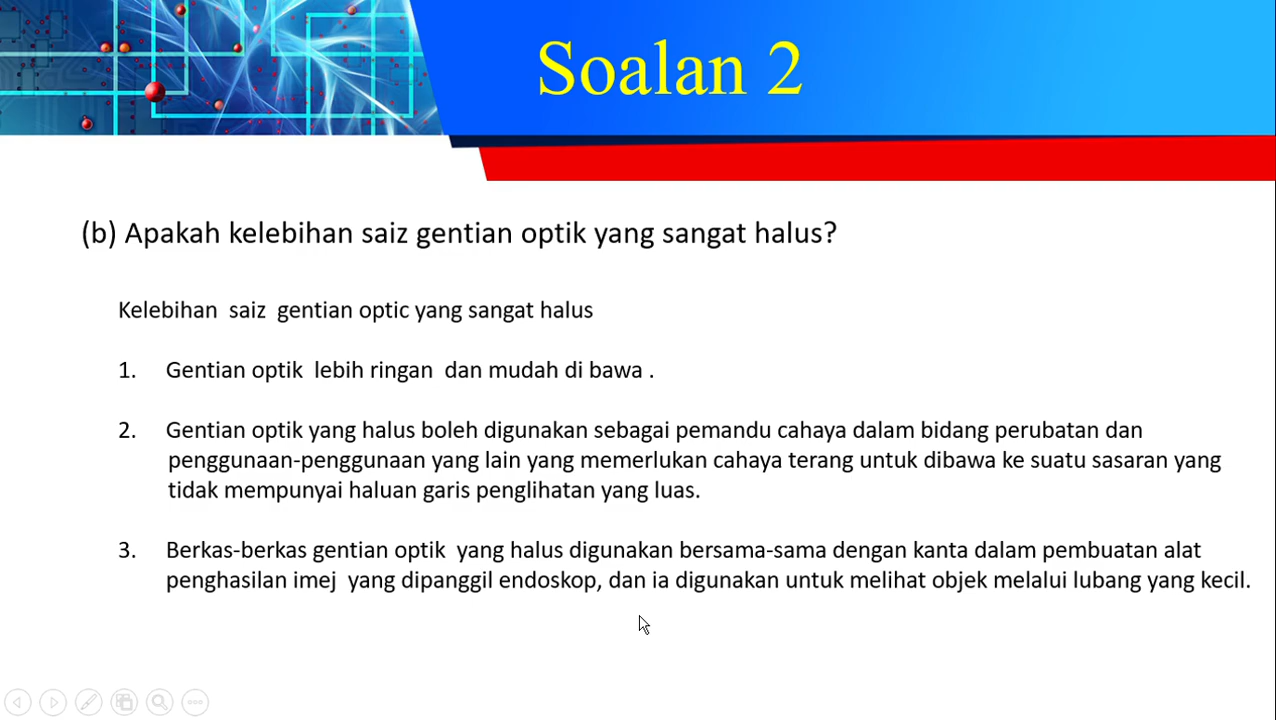 Soalan 2
(b) Apakah kelebihan saiz gentian optik yang sangat halus?
Kelebihan saiz gentian optic yang sangat halus
1. Gentian optik lebih ringan dan mudah di bawa .
2. Gentian optik yang halus boleh digunakan sebagai pemandu cahaya dalam bidang perubatan dan
penggunaan-penggunaan yang lain yang memerlukan cahaya terang untuk dibawa ke suatu sasaran yang
tidak mempunyai haluan garis penglihatan yang luas.
3. Berkas-berkas gentian optik yang halus digunakan bersama-sama dengan kanta dalam pembuatan alat
penghasilan imej yang dipanggil endoskop, dan ia digunakan untuk melihat objek melalui lubang yang kecil.